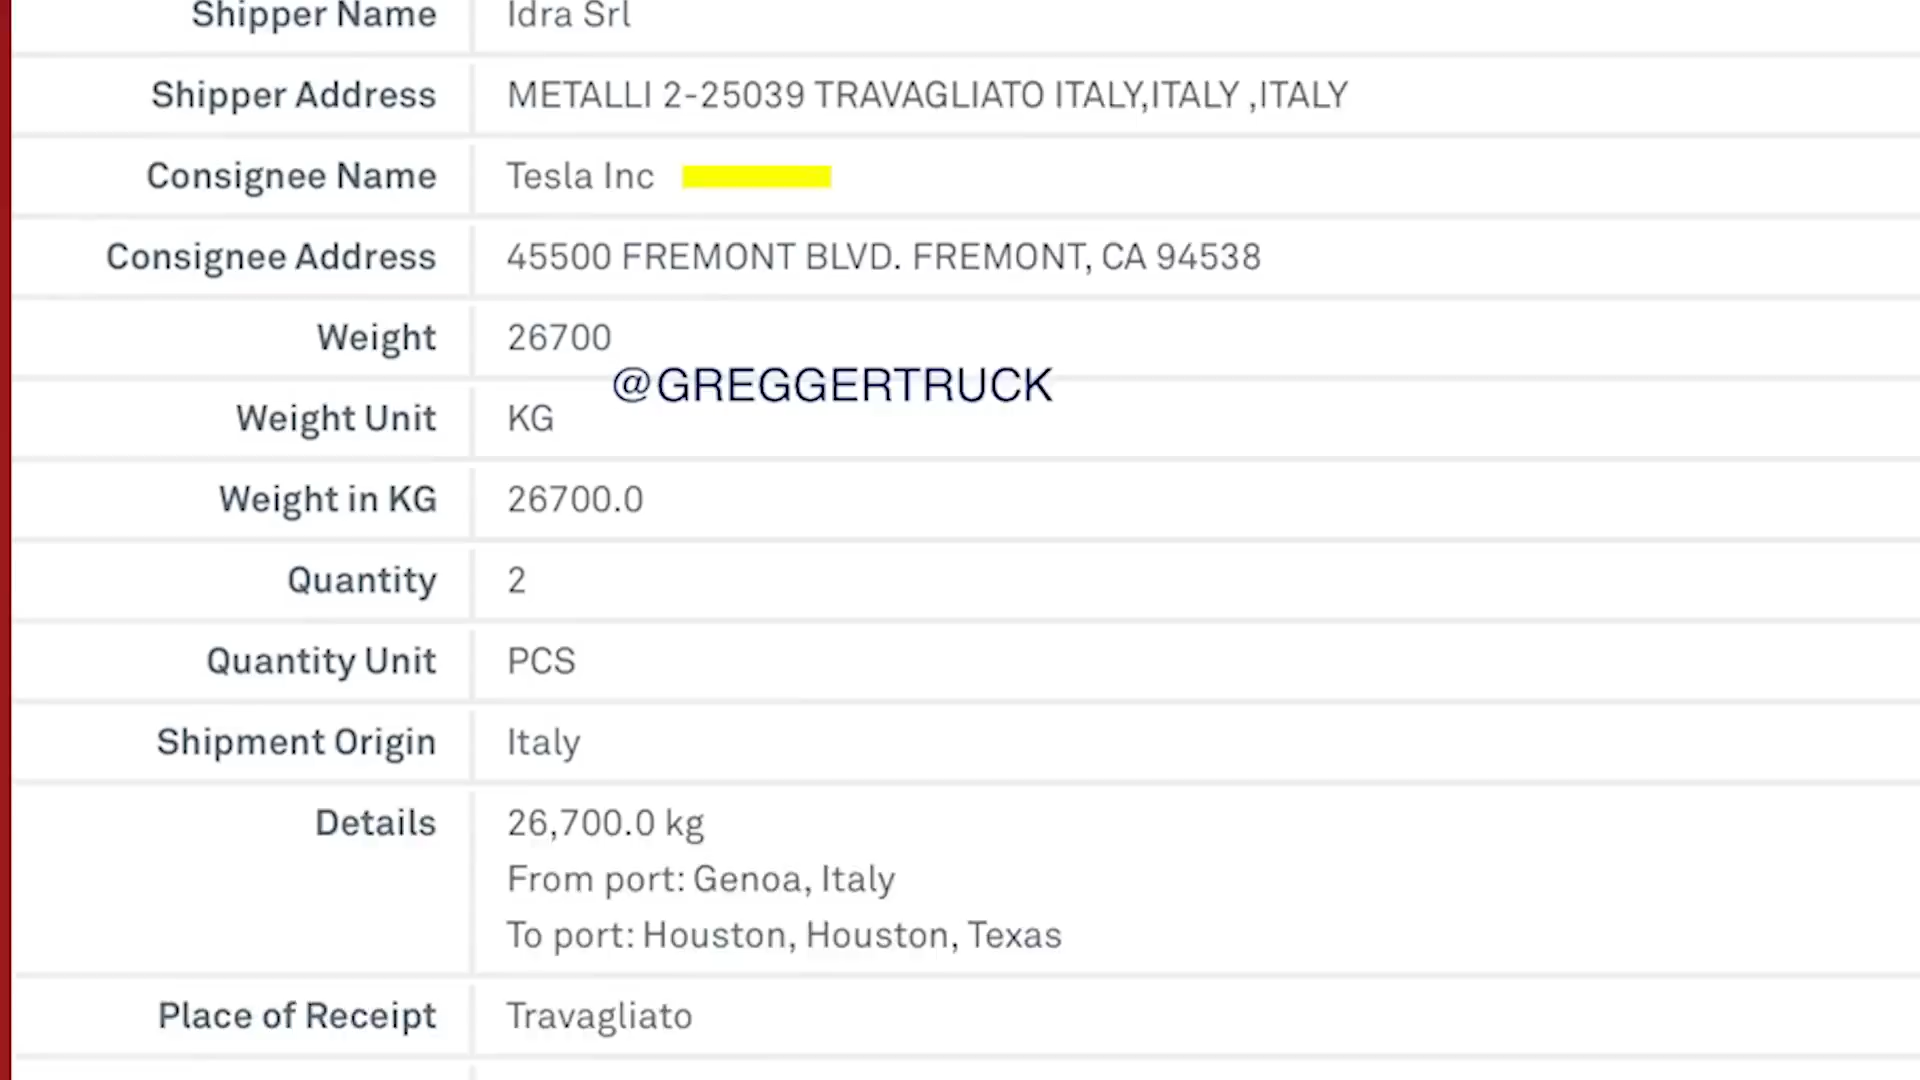 Shipper Name Idra Srl
Shipper Address METALLI 2-25039 TRAVAGLIATO ITALY,ITALY ,ITALY
Consignee Name Tesla Inc
Consignee Address 45500 FREMONT BLVD. FREMONT, CA 94538
Weight 26700
@GREGGERTRUCK
Weight Unit KG
Weight in KG 26700.0
Quantity 2
Quantity Unit PCS
Shipment Origin Italy
Details 26,700.0 kg
From port: Genoa, Italy
To port: Houston, Houston, Texas
Place of Receipt Travagliato